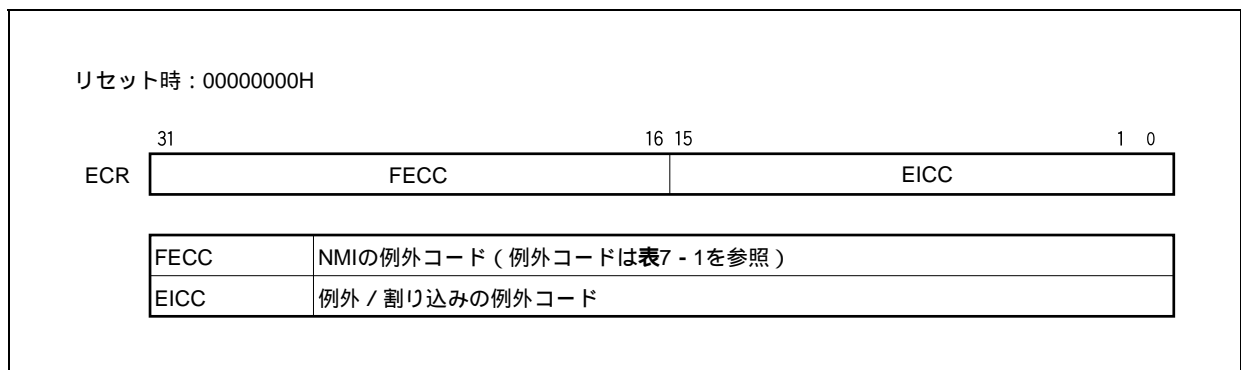 リセット時：00000000H
31 16 15 1 0
ECR FECC EICC
FECC NMIの例外コード（例外コードは表7 - 1を参照）
EICC 例外／割り込みの例外コード